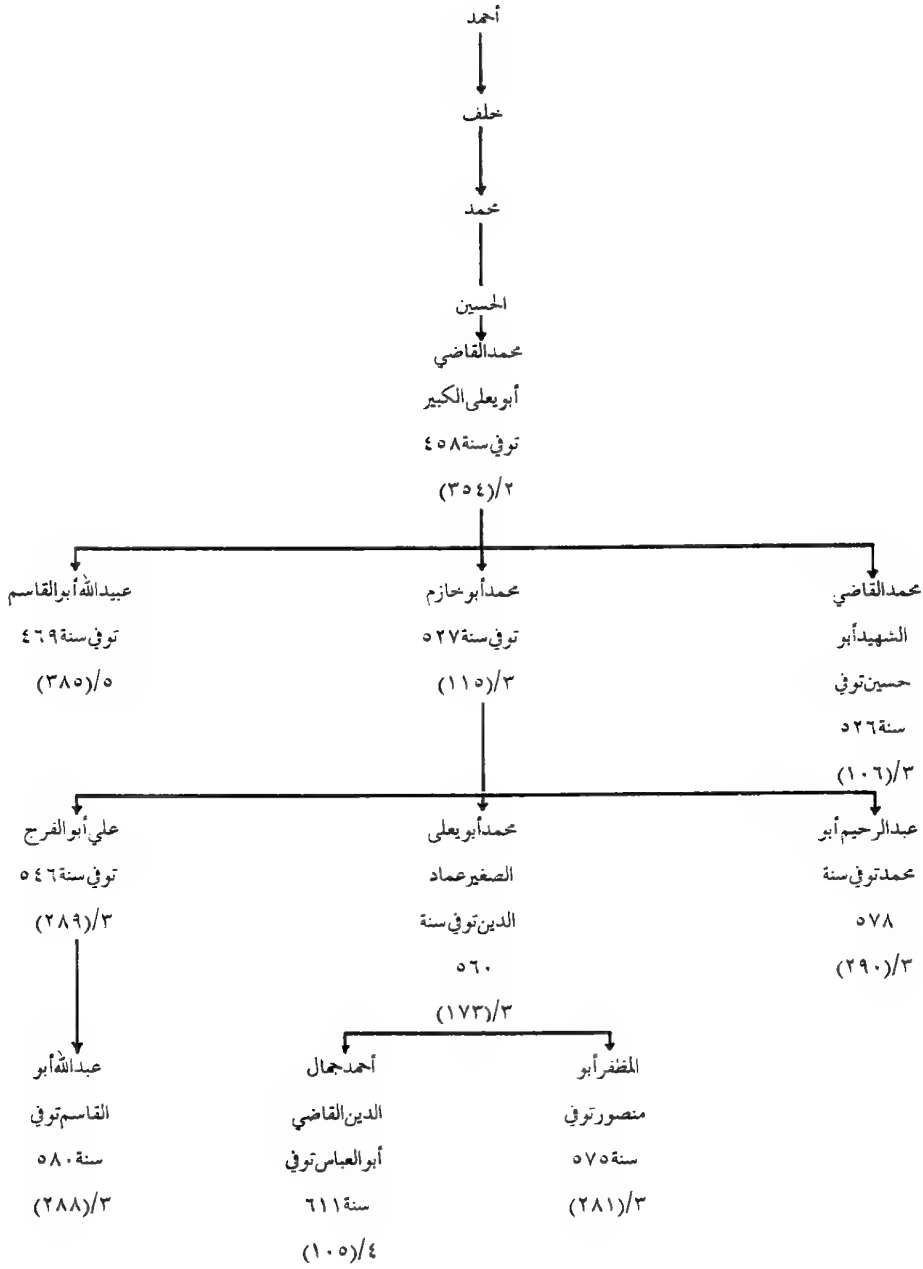 أحمد
خلف
محمد
الحسين
محمد القاضي
أبو يعلى الكبير
توفي سنة ٤٥٨
٢/(٣٥٤)
محمد القاضي
الشهيد أبو
حسين توفي
سنة ٥٢٦
٣/(١٠٦)
محمد أبو خازم
توفي سنة ٥٢٧
٣/(١١٥)
عبيد الله أبو القاسم
توفي سنة ٤٦٩
٥/(٣٨٥)
عبد الرحيم أبو
محمد توفي سنة
٥٧٨
٣/(٢٩٠)
محمد أبو يعلى
الصغير عماد
الدين توفي سنة
٥٦٠
٣/(١٧٣)
علي أبو الفرج
توفي سنة ٥٤٦
٣/(٢٨٩)
المظفر أبو
منصور توفي
سنة ٥٧٥
٣/(٢٨١)
أحمد جمال
الدين القاضي
أبو العباس توفي
سنة ٦١١
٤/(١٠٥)
عبد الله أبو
القاسم توفي
سنة ٥٨٠
٣/(٢٨٨)